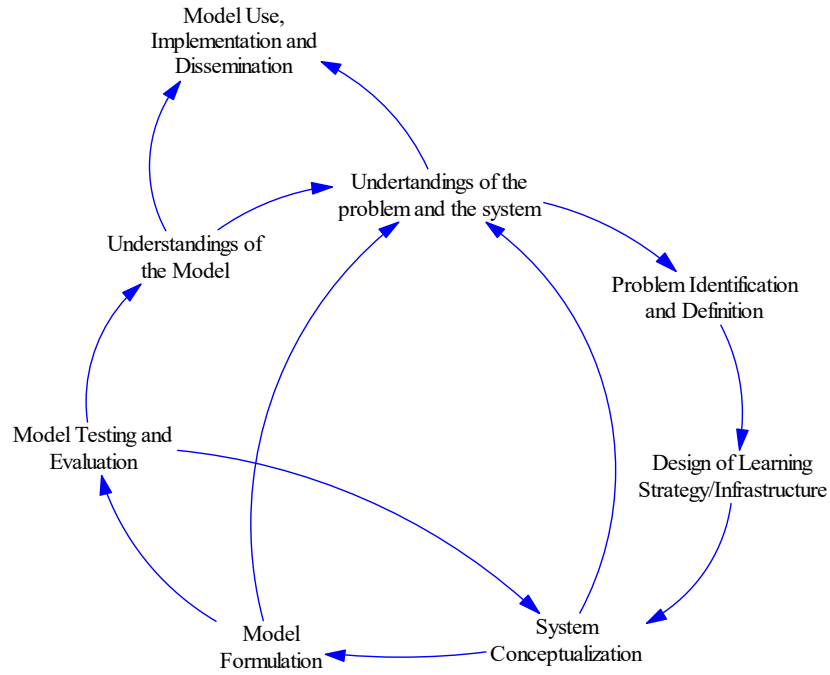 Model Use,
Implementation and
Dissemination
Undertandings of the
problem and the system
Understandings of
the Model
Problem Identification
and Definition
Model Testing and
Evaluation
Design of Learning
Strategy/Infrastructure
System
Conceptualization
Model
Formulation